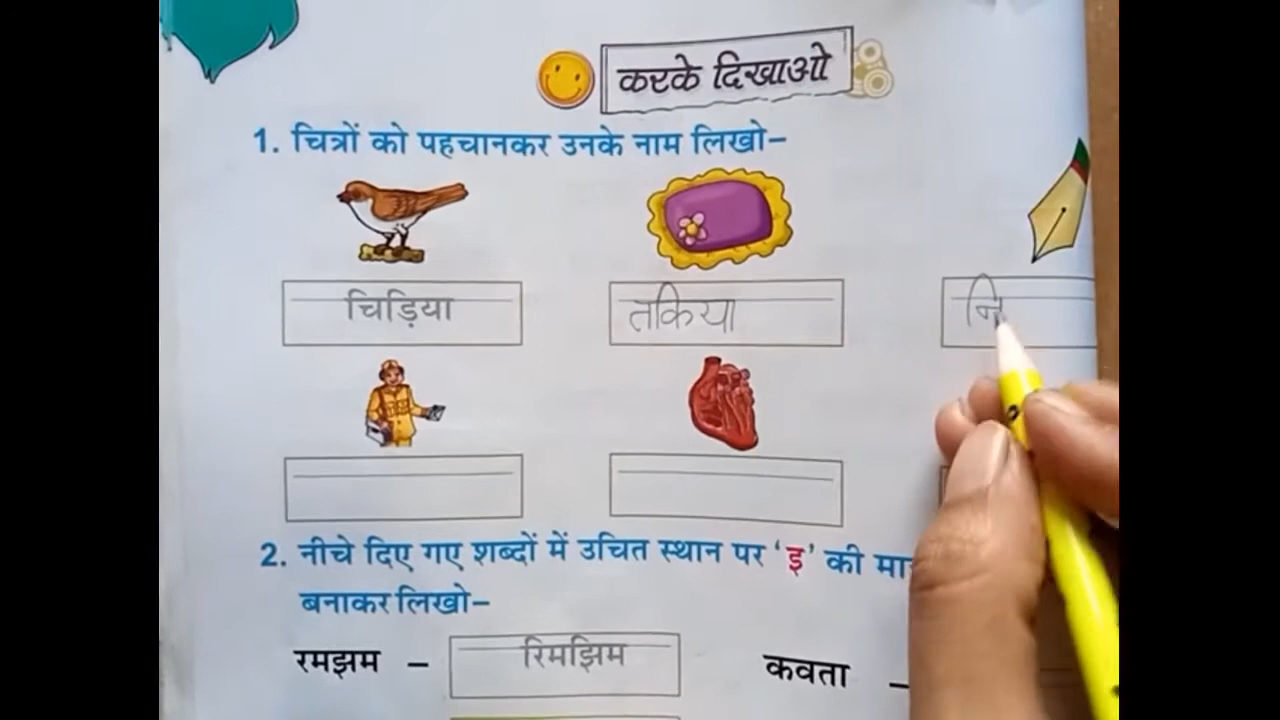 करके दिखाओ
1. चित्रों को पहचानकर उनके नाम लिखो–
चिड़िया तकिया नि
2. नीचे दिए गए शब्दों में उचित स्थान पर 'इ' की मा
बनाकर लिखो–
रमझम – रिमझिम कवता –